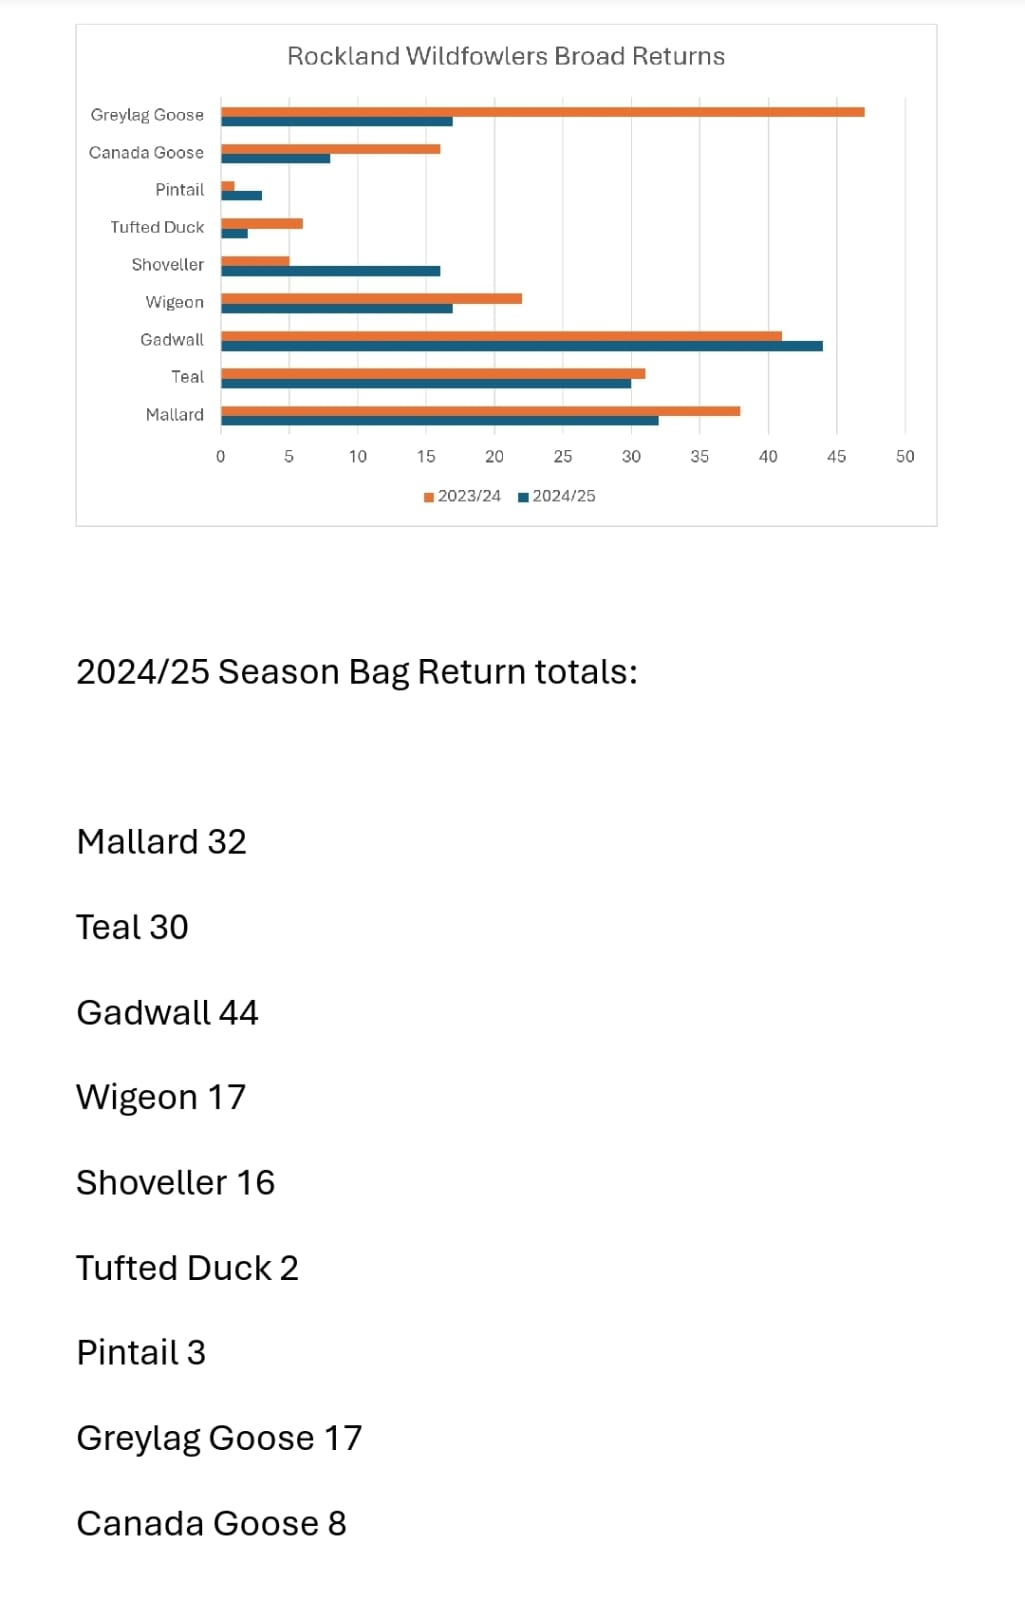 Rockland Wildfowlers Broad Returns
Greylag Goose
Canada Goose
Pintail
Tufted Duck
Shoveller
Wigeon
Gadwall
Teal
Mallard
0 5 10 15 20 25 30 35 40 45 50
2023/24 2024/25
2024/25 Season Bag Return totals:
Mallard 32
Teal 30
Gadwall 44
Wigeon 17
Shoveller 16
Tufted Duck 2
Pintail 3
Greylag Goose 17
Canada Goose 8